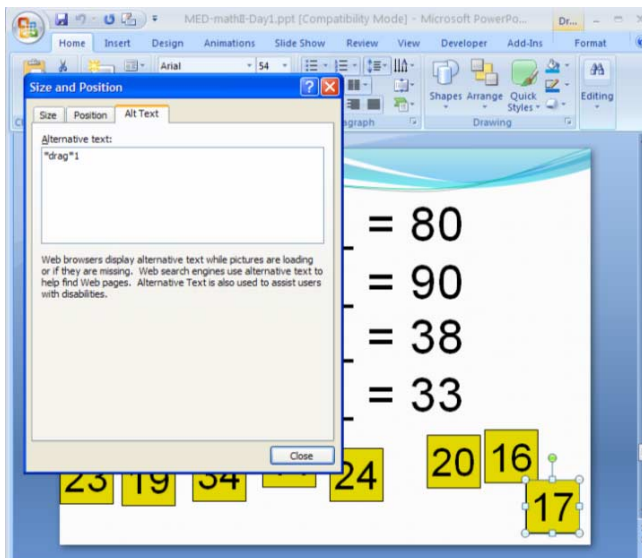 MED-mathII-Day1.ppt [Compatibility Mode] - Microsoft PowerPo... Dr...
Home Insert Design Animations Slide Show Review View Developer Add-Ins Format
Arial 54
Shapes Arrange Quick Styles Editing
Drawing
agraph
Size and Position
Size Position Alt Text
Alternative text:
*drag*1
Web browsers display alternative text while pictures are loading
or if they are missing. Web search engines use alternative text to
help find Web pages. Alternative Text is also used to assist users
with disabilities.
Close
= 80
= 90
= 38
= 33
23 19 34 24 20 16
17